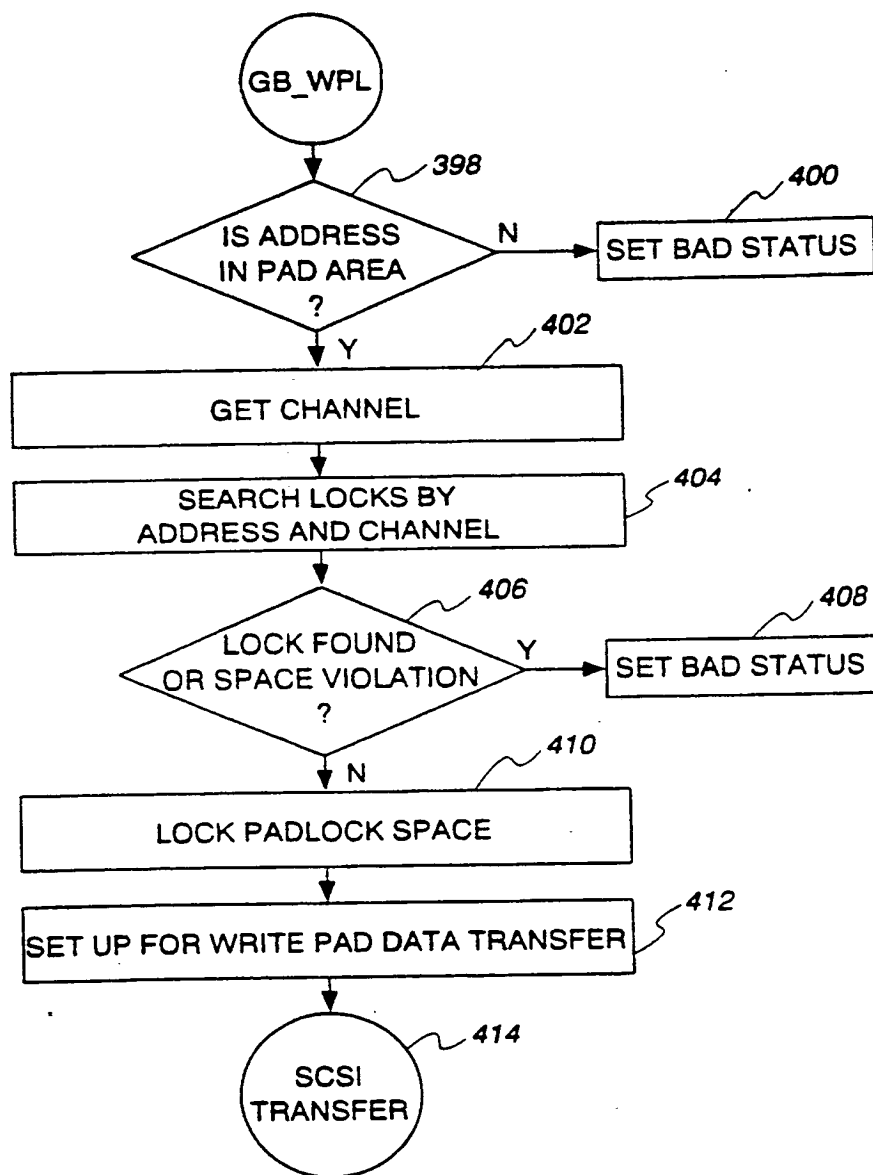 GB_WPL
398
IS ADDRESS
IN PAD AREA
?
N
400
SET BAD STATUS
Y
402
GET CHANNEL
SEARCH LOCKS BY
ADDRESS AND CHANNEL
404
406
LOCK FOUND
OR SPACE VIOLATION
?
Y
408
SET BAD STATUS
N
410
LOCK PADLOCK SPACE
SET UP FOR WRITE PAD DATA TRANSFER
412
414
SCSI
TRANSFER